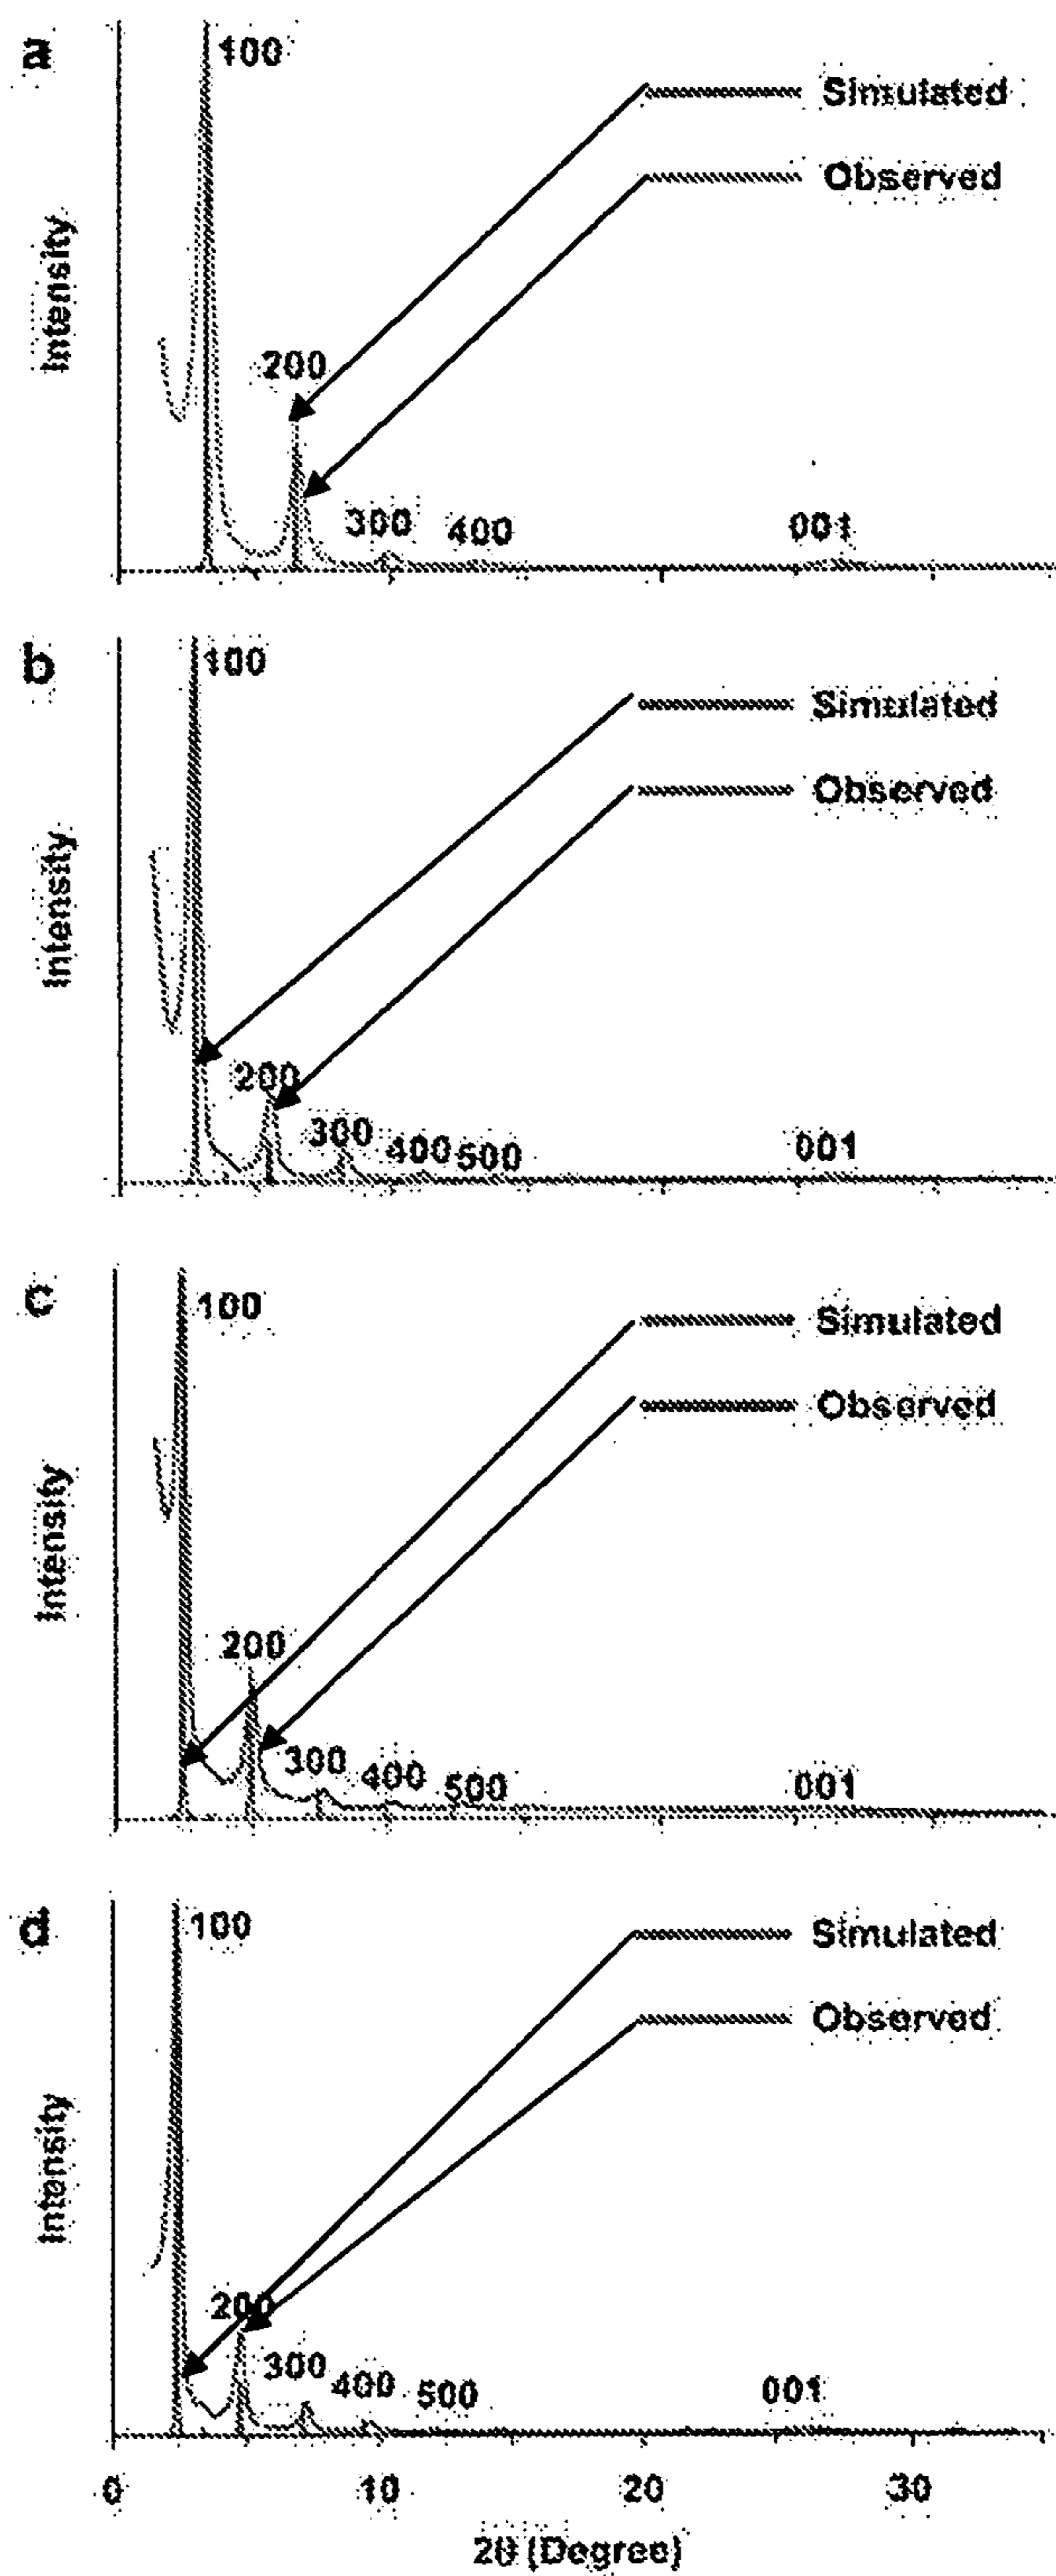 a
100
Simulated
Observed
Intensity
200
300 400 001
b
100
Simulated
Observed
Intensity
200
300 400 500 001
c
100
Simulated
Observed
Intensity
200
300 400 500 001
d
100
Simulated
Observed
Intensity
200
300 400 500 001
0 10 20 30
2θ (Degree)